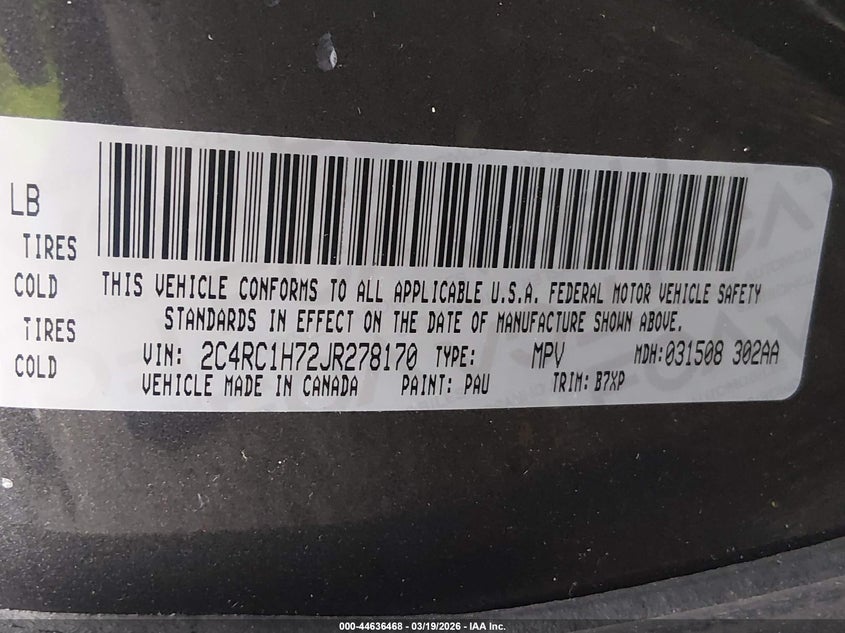 LB
TIRES
COLD
TIRES
COLD
THIS VEHICLE CONFORMS TO ALL APPLICABLE U.S.A. FEDERAL MOTOR VEHICLE SAFETY
STANDARDS IN EFFECT ON THE DATE OF MANUFACTURE SHOWN ABOVE.
VIN: 2C4RC1H72JR278170 TYPE: MPV MDH: 031508 302AA
VEHICLE MADE IN CANADA PAINT: PAU TRIM: B7XP
000-44636468 - 03/19/2026 - IAA Inc.